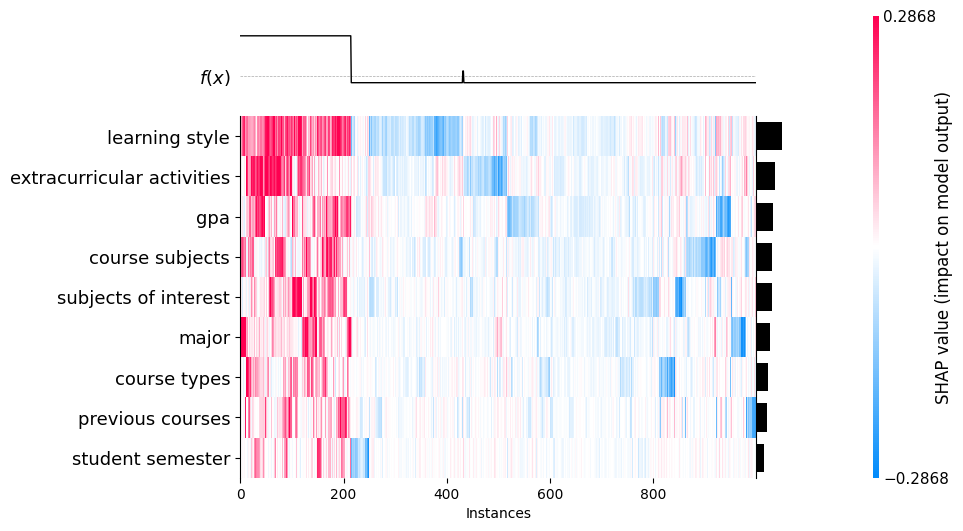 0.2868
f(x)
learning style
extracurricular activities
gpa
course subjects
subjects of interest
major
course types
previous courses
student semester
0 200 400 600 800
Instances
SHAP value (impact on model output)
−0.2868